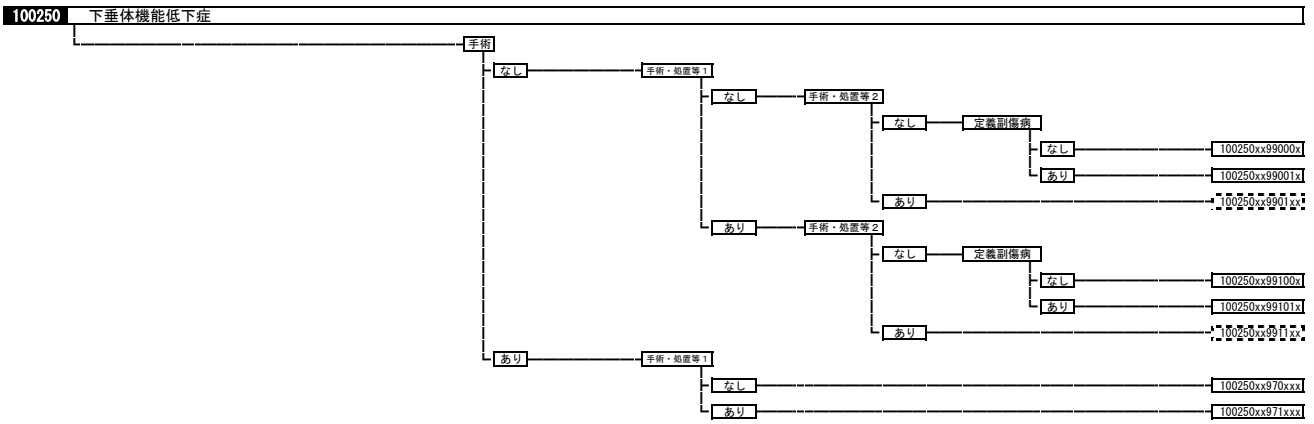 100250 下垂体機能低下症
手術
なし 手術・処置等1
なし 手術・処置等2
なし 定義副傷病
なし 100250xx99000x
あり 100250xx99001x
あり 100250xx9901xx
あり 手術・処置等2
なし 定義副傷病
なし 100250xx99100x
あり 100250xx99101x
あり 100250xx9911xx
あり 手術・処置等1
なし 100250xx970xxx
あり 100250xx971xxx